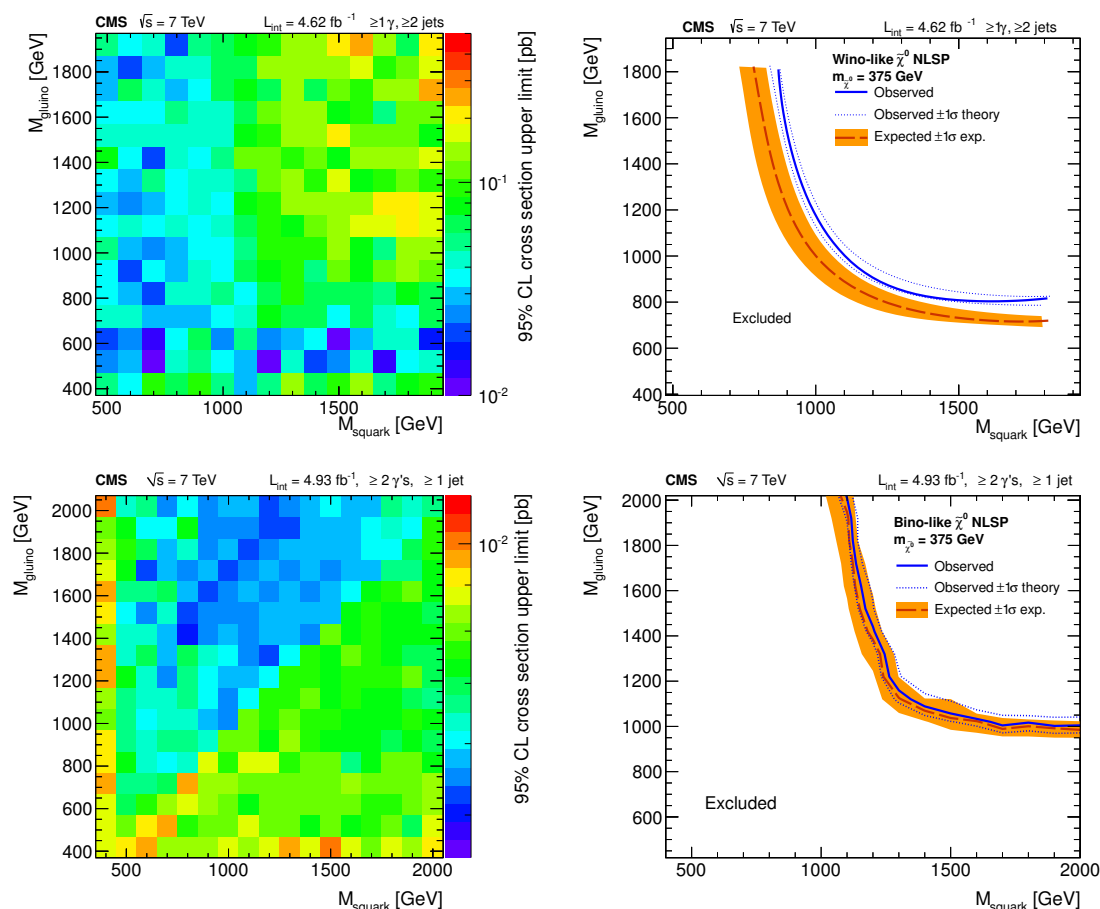 CMS √s = 7 TeV L_int = 4.62 fb⁻¹ ≥1γ, ≥2 jets
M_gluino [GeV]
1800
1600
1400
1200
1000
800
600
400
500 1000 1500
M_squark [GeV]
10⁻¹
10⁻²
95% CL cross section upper limit [pb]
CMS √s = 7 TeV L_int = 4.62 fb⁻¹ ≥1γ, ≥2 jets
M_gluino [GeV]
1800
1600
1400
1200
1000
800
600
400
Wino-like χ̃⁰ NLSP
m_χ̃⁰ = 375 GeV
Observed
Observed ±1σ theory
Expected ±1σ exp.
Excluded
500 1000 1500
M_squark [GeV]
CMS √s = 7 TeV L_int = 4.93 fb⁻¹, ≥ 2 γ's, ≥ 1 jet
M_gluino [GeV]
2000
1800
1600
1400
1200
1000
800
600
400
500 1000 1500 2000
M_squark [GeV]
10⁻²
95% CL cross section upper limit [pb]
CMS √s = 7 TeV L_int = 4.93 fb⁻¹, ≥ 2 γ's, ≥ 1 jet
M_gluino [GeV]
2000
1800
1600
1400
1200
1000
800
600
Bino-like χ̃⁰ NLSP
m_χ̃⁰ = 375 GeV
Observed
Observed ±1σ theory
Expected ±1σ exp.
Excluded
500 1000 1500 2000
M_squark [GeV]